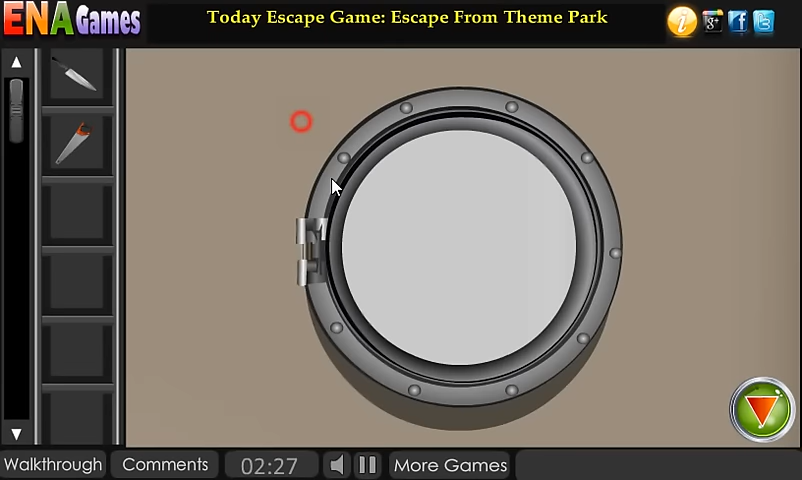 ENA Games
Today Escape Game: Escape From Theme Park
i
g+
f
Walkthrough
Comments
02:27
More Games